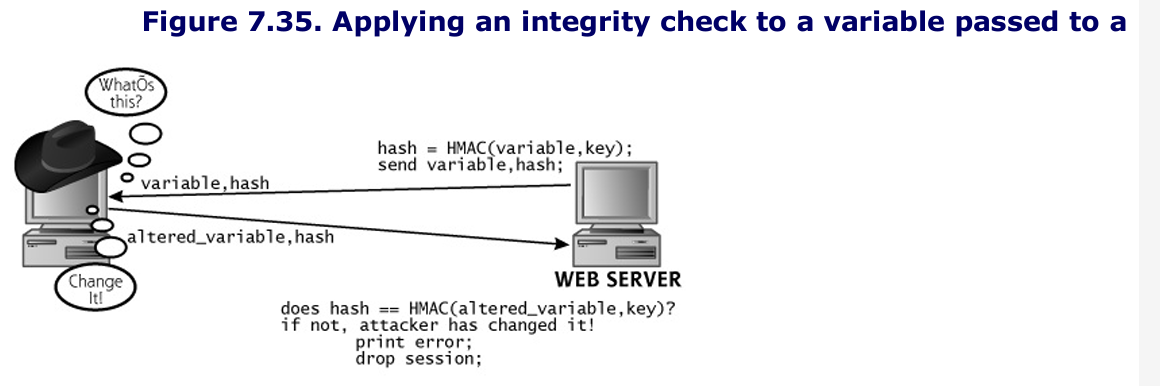 Figure 7.35. Applying an integrity check to a variable passed to a
WhatÕs
this?
hash = HMAC(variable,key);
send variable,hash;
variable,hash
altered_variable,hash
Change
It!
WEB SERVER
does hash == HMAC(altered_variable,key)?
if not, attacker has changed it!
print error;
drop session;